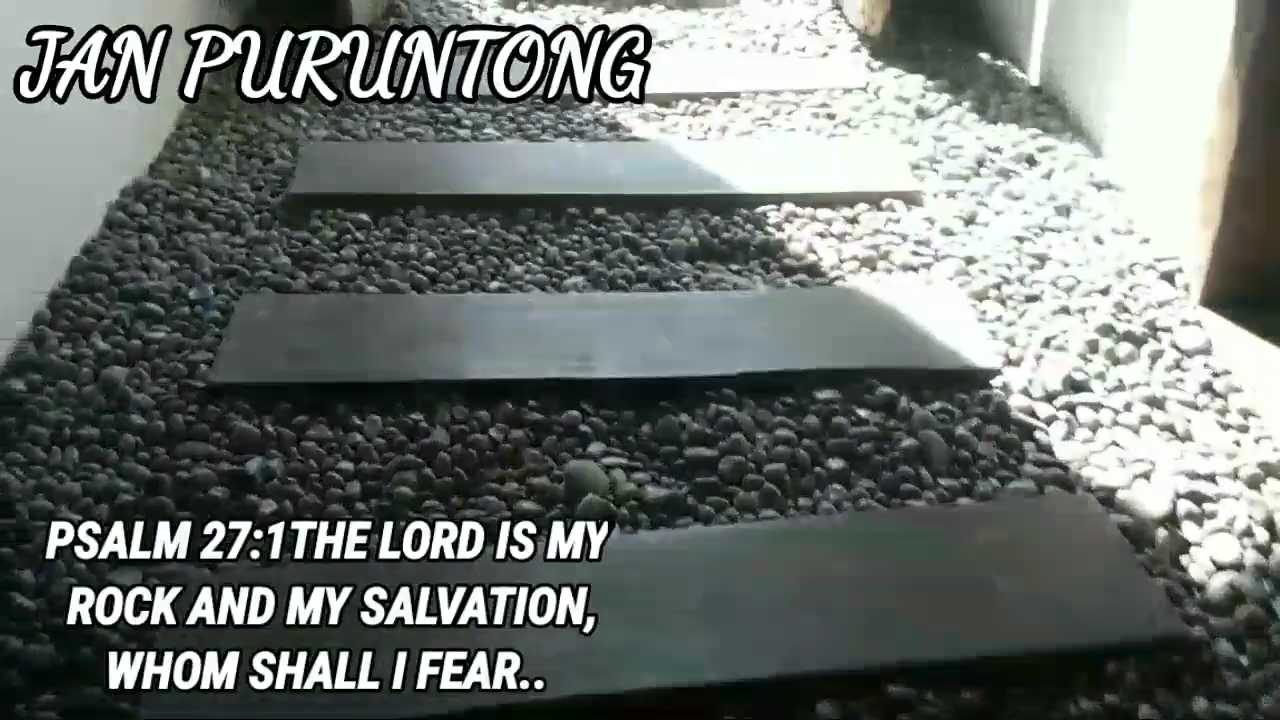 JAN PURUNTONG
PSALM 27:1THE LORD IS MY
ROCK AND MY SALVATION,
WHOM SHALL I FEAR..